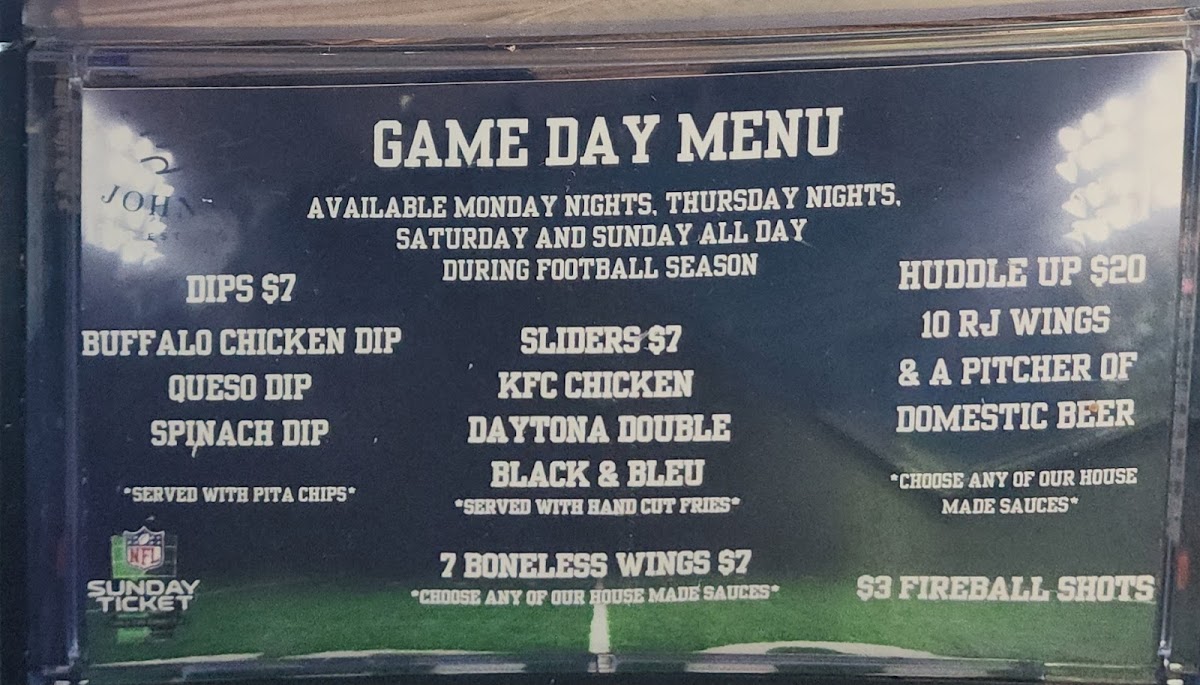 GAME DAY MENU
AVAILABLE MONDAY NIGHTS, THURSDAY NIGHTS,
SATURDAY AND SUNDAY ALL DAY
DURING FOOTBALL SEASON
JOHN
DIPS $7
BUFFALO CHICKEN DIP
QUESO DIP
SPINACH DIP
*SERVED WITH PITA CHIPS*
NFL
SUNDAY
TICKET
SLIDERS $7
KFC CHICKEN
DAYTONA DOUBLE
BLACK & BLEU
*SERVED WITH HAND CUT FRIES*
7 BONELESS WINGS $7
*CHOOSE ANY OF OUR HOUSE MADE SAUCES*
HUDDLE UP $20
10 RJ WINGS
& A PITCHER OF
DOMESTIC BEER
*CHOOSE ANY OF OUR HOUSE
MADE SAUCES*
$3 FIREBALL SHOTS